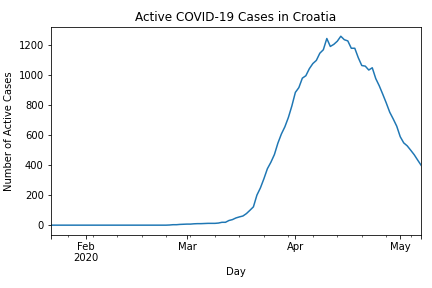 Active COVID-19 Cases in Croatia
1200
1000
800
600
400
200
0
Number of Active Cases
Feb
2020
Mar
Apr
May
Day